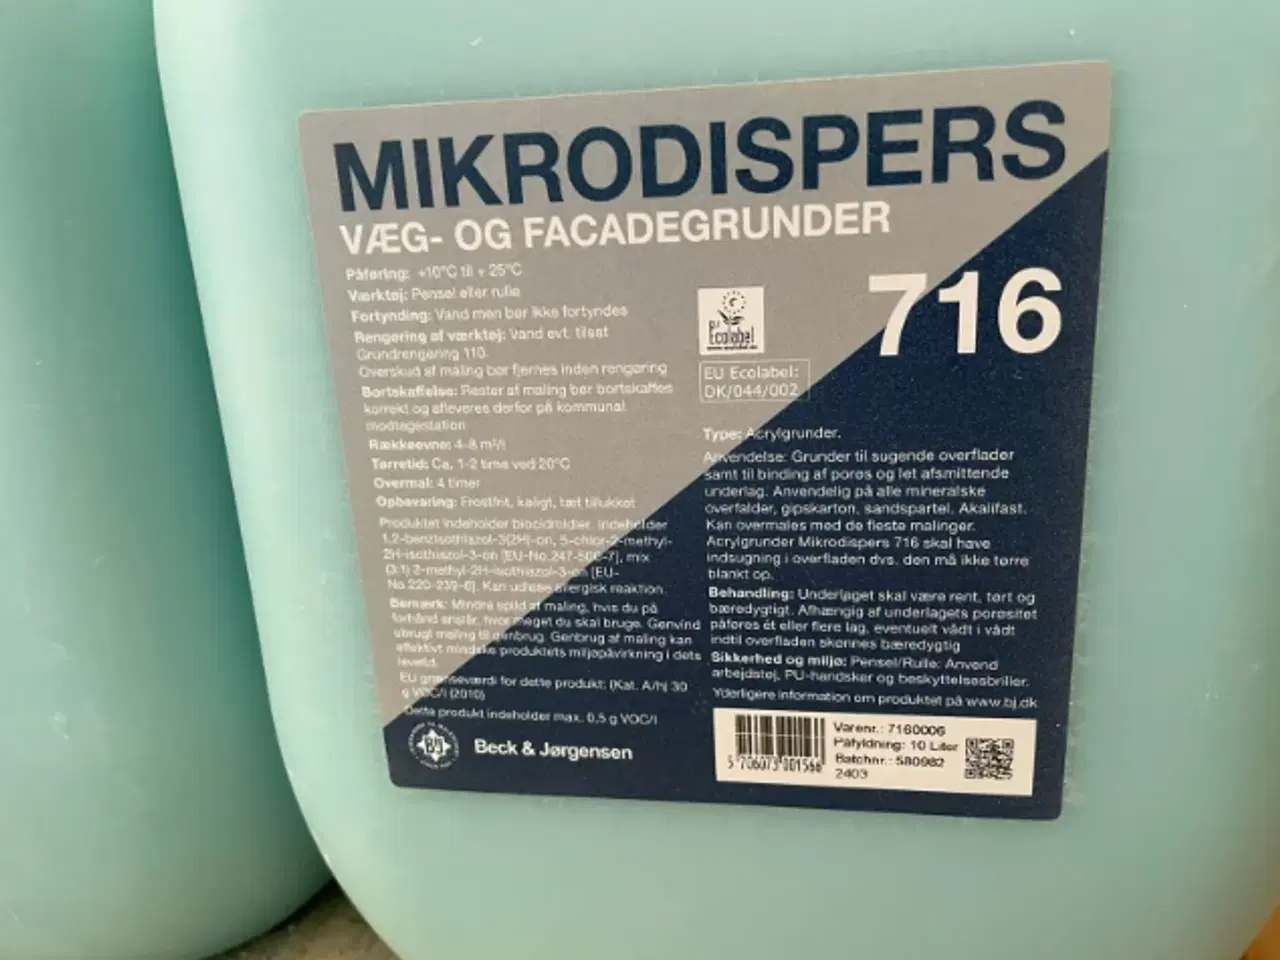 MIKRODISPERS
VÆG- OG FACADEGRUNDER
716
Påføring: +10°C til + 25°C
Værktøj: Pensel eller rulle
Fortynding: Vand men bør ikke fortyndes
Rengøring af værktøj: Vand evt. tilsat
Grundrengøring 110.
Overskud af maling bør fjernes inden rengøring
Bortskaffelse: Rester af maling bør bortskaffes
korrekt og afleveres derfor på kommunal
modtagestation
Rækkeevne: 4-8 m²/l
Tørretid: Ca. 1-2 time ved 20°C
Overmal: 4 timer
Opbevaring: Frostfrit, køligt, tæt tillukket
Produktet indeholder biocidmidler. Indeholder
1,2-benzisothiazol-3(2H)-on, 5-chlor-2-methyl-
2H-isothiazol-3-on [EU-No.247-500-7], mix
(3:1) 2-methyl-2H-isothiazol-3-on [EU-
No.220-239-6]. Kan udløse allergisk reaktion.
Bemærk: Mindre spild af maling, hvis du på
forhånd anslår, hvor meget du skal bruge. Genvind
ubrugt maling til genbrug. Genbrug af maling kan
effektivt mindske produktets miljøpåvirkning i dets
levetid.
EU grænseværdi for dette produkt: (Kat. A/h) 30
g VOC/l (2010)
Dette produkt indeholder max. 0,5 g VOC/l
Beck & Jørgensen
EU
Ecolabel
EU Ecolabel:
DK/044/002
Type: Acrylgrunder.
Anvendelse: Grunder til sugende overflader
samt til binding af porøs og let afsmittende
underlag. Anvendelig på alle mineralske
overfalder, gipskarton, sandspartel. Akalifast.
Kan overmales med de fleste malinger.
Acrylgrunder Mikrodispers 716 skal have
indsugning i overfladen dvs. den må ikke tørre
blankt op.
Behandling: Underlaget skal være rent, tørt og
bæredygtigt. Afhængig af underlagets porøsitet
påføres ét eller flere lag, eventuelt vådt i vådt
indtil overfladen skønnes bæredygtig
Sikkerhed og miljø: Pensel/Rulle: Anvend
arbejdstøj, PU-handsker og beskyttelsesbriller.
Yderligere information om produktet på www.bj.dk
5 706073 001566
Varenr.: 7160006
Påfyldning: 10 Liter
Batchnr.: 580982
2403